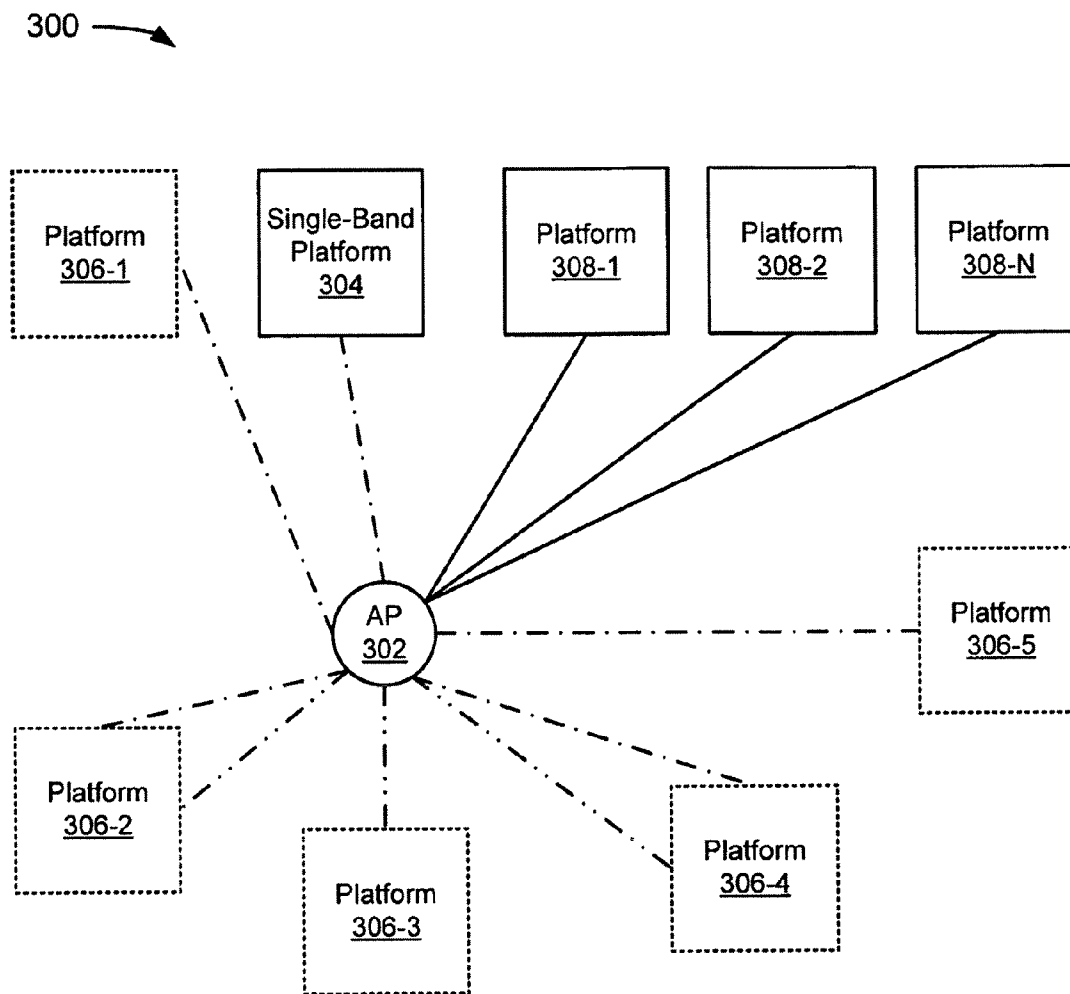 300
Platform
306-1
Single-Band
Platform
304
Platform
308-1
Platform
308-2
Platform
308-N
AP
302
Platform
306-5
Platform
306-2
Platform
306-3
Platform
306-4